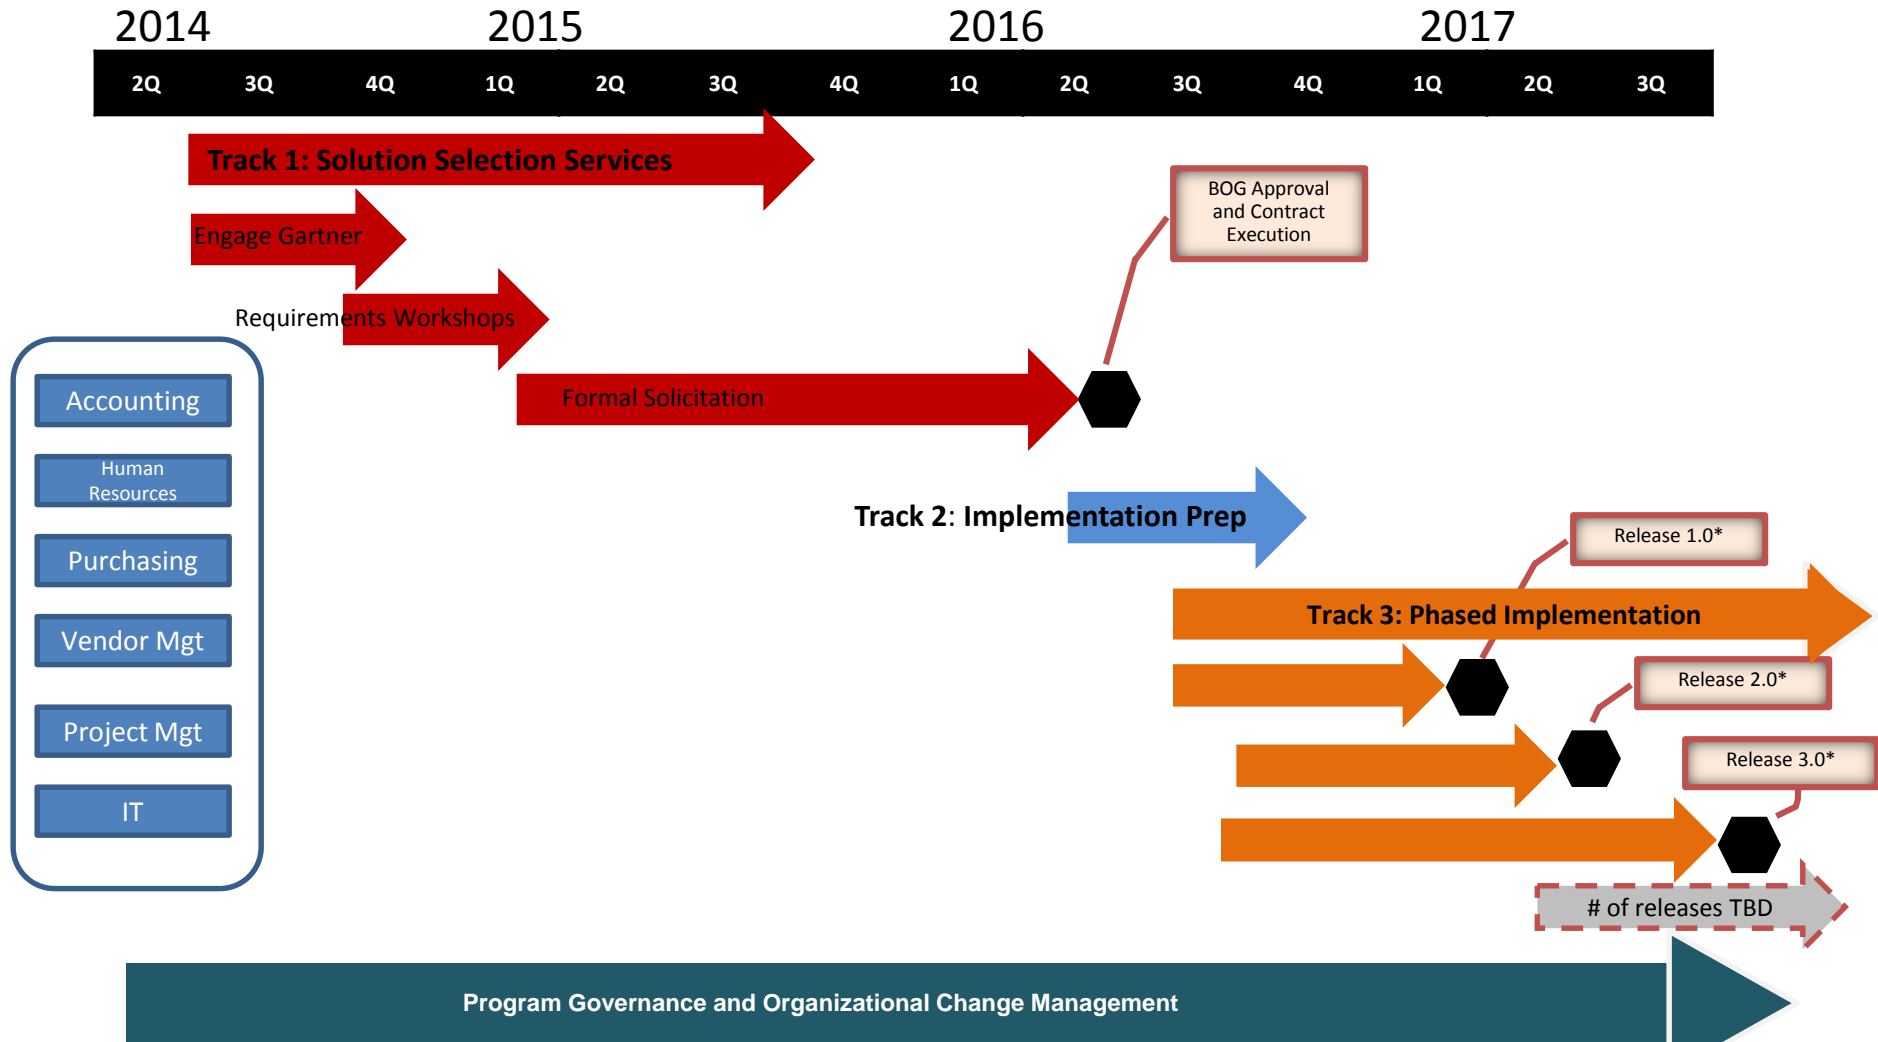 2014 2015 2016 2017
2Q 3Q 4Q 1Q 2Q 3Q 4Q 1Q 2Q 3Q 4Q 1Q 2Q 3Q
Track 1: Solution Selection Services
BOG Approval
and Contract
Execution
Engage Gartner
Requirements Workshops
Formal Solicitation
Accounting
Human
Resources
Purchasing
Vendor Mgt
Project Mgt
IT
Track 2: Implementation Prep
Release 1.0*
Track 3: Phased Implementation
Release 2.0*
Release 3.0*
# of releases TBD
Program Governance and Organizational Change Management